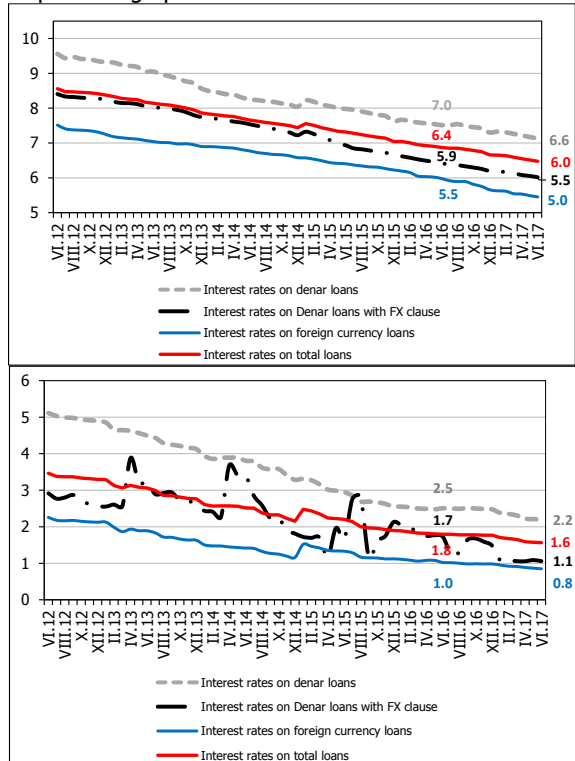 10
9
8
7
6
5
7.0
6.4
5.9
5.5
6.6
6.0
5.5
5.0
VI.12
VIII.12
X.12
XII.12
II.13
IV.13
VI.13
VIII.13
X.13
XII.13
II.14
IV.14
VI.14
VIII.14
X.14
XII.14
II.15
IV.15
VI.15
VIII.15
X.15
XII.15
II.16
IV.16
VI.16
VIII.16
X.16
XII.16
II.17
IV.17
VI.17
Interest rates on denar loans
Interest rates on Denar loans with FX clause
Interest rates on foreign currency loans
Interest rates on total loans
6
5
4
3
2
1
0
2.5
1.7
1.8
1.0
2.2
1.6
1.1
0.8
VI.12
VIII.12
X.12
XII.12
II.13
IV.13
VI.13
VIII.13
X.13
XII.13
II.14
IV.14
VI.14
VIII.14
X.14
XII.14
II.15
IV.15
VI.15
VIII.15
X.15
XII.15
II.16
IV.16
VI.16
VIII.16
X.16
XII.16
II.17
IV.17
VI.17
Interest rates on denar loans
Interest rates on Denar loans with FX clause
Interest rates on foreign currency loans
Interest rates on total loans